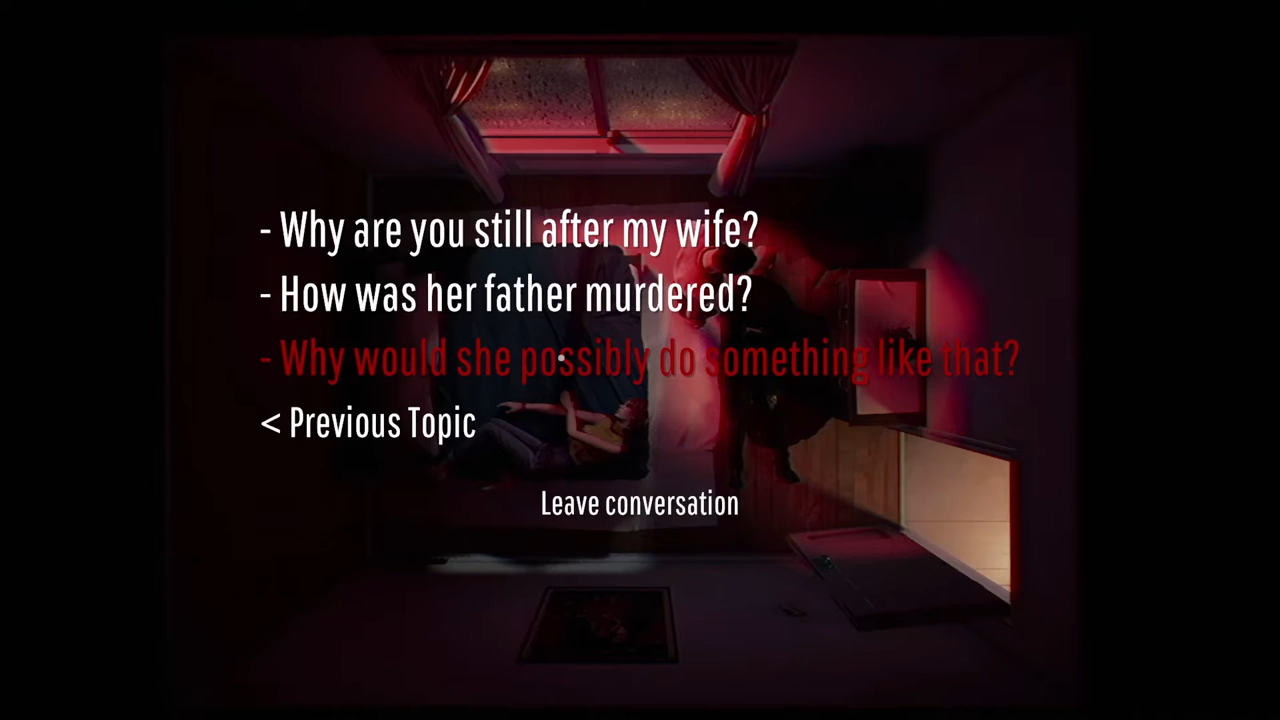 - Why are you still after my wife?
- How was her father murdered?
- Why would she possibly do something like that?
< Previous Topic
Leave conversation